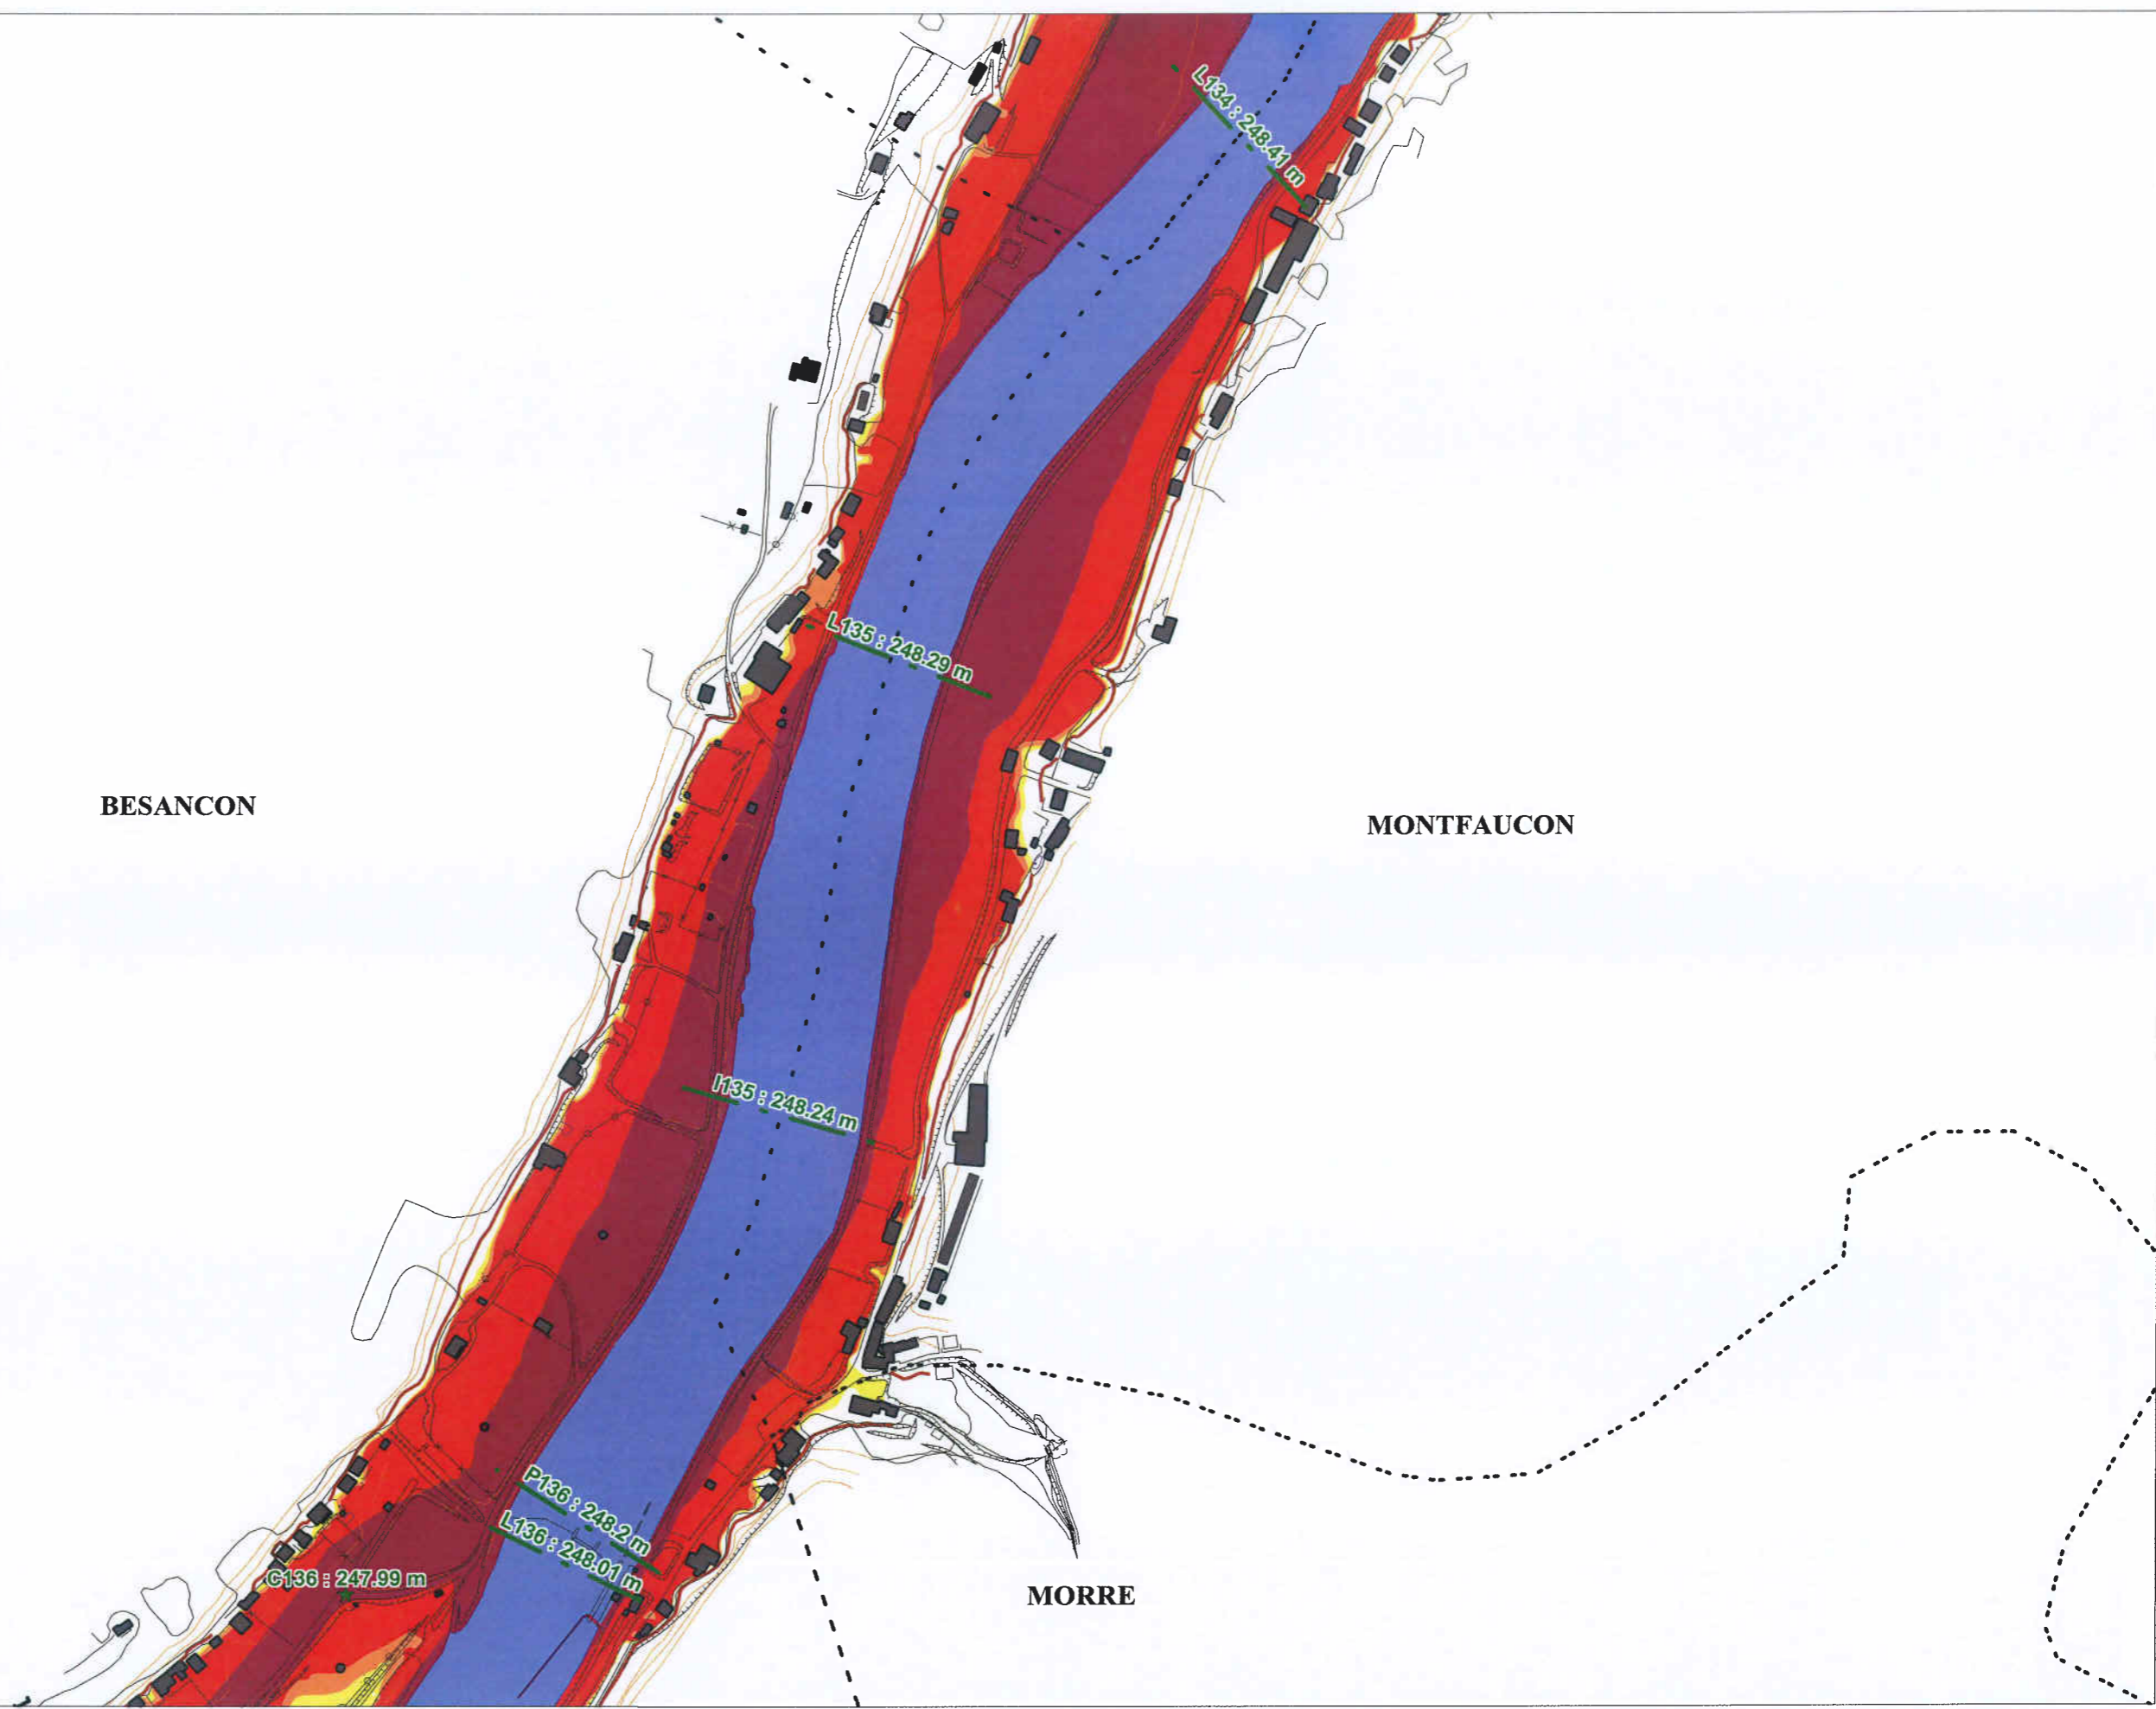 L134 : 248.41 m
L135 : 248.29 m
BESANCON
MONTFAUCON
I135 : 248.24 m
P136 : 248.2 m
L136 : 248.01 m
C136 : 247.99 m
MORRE